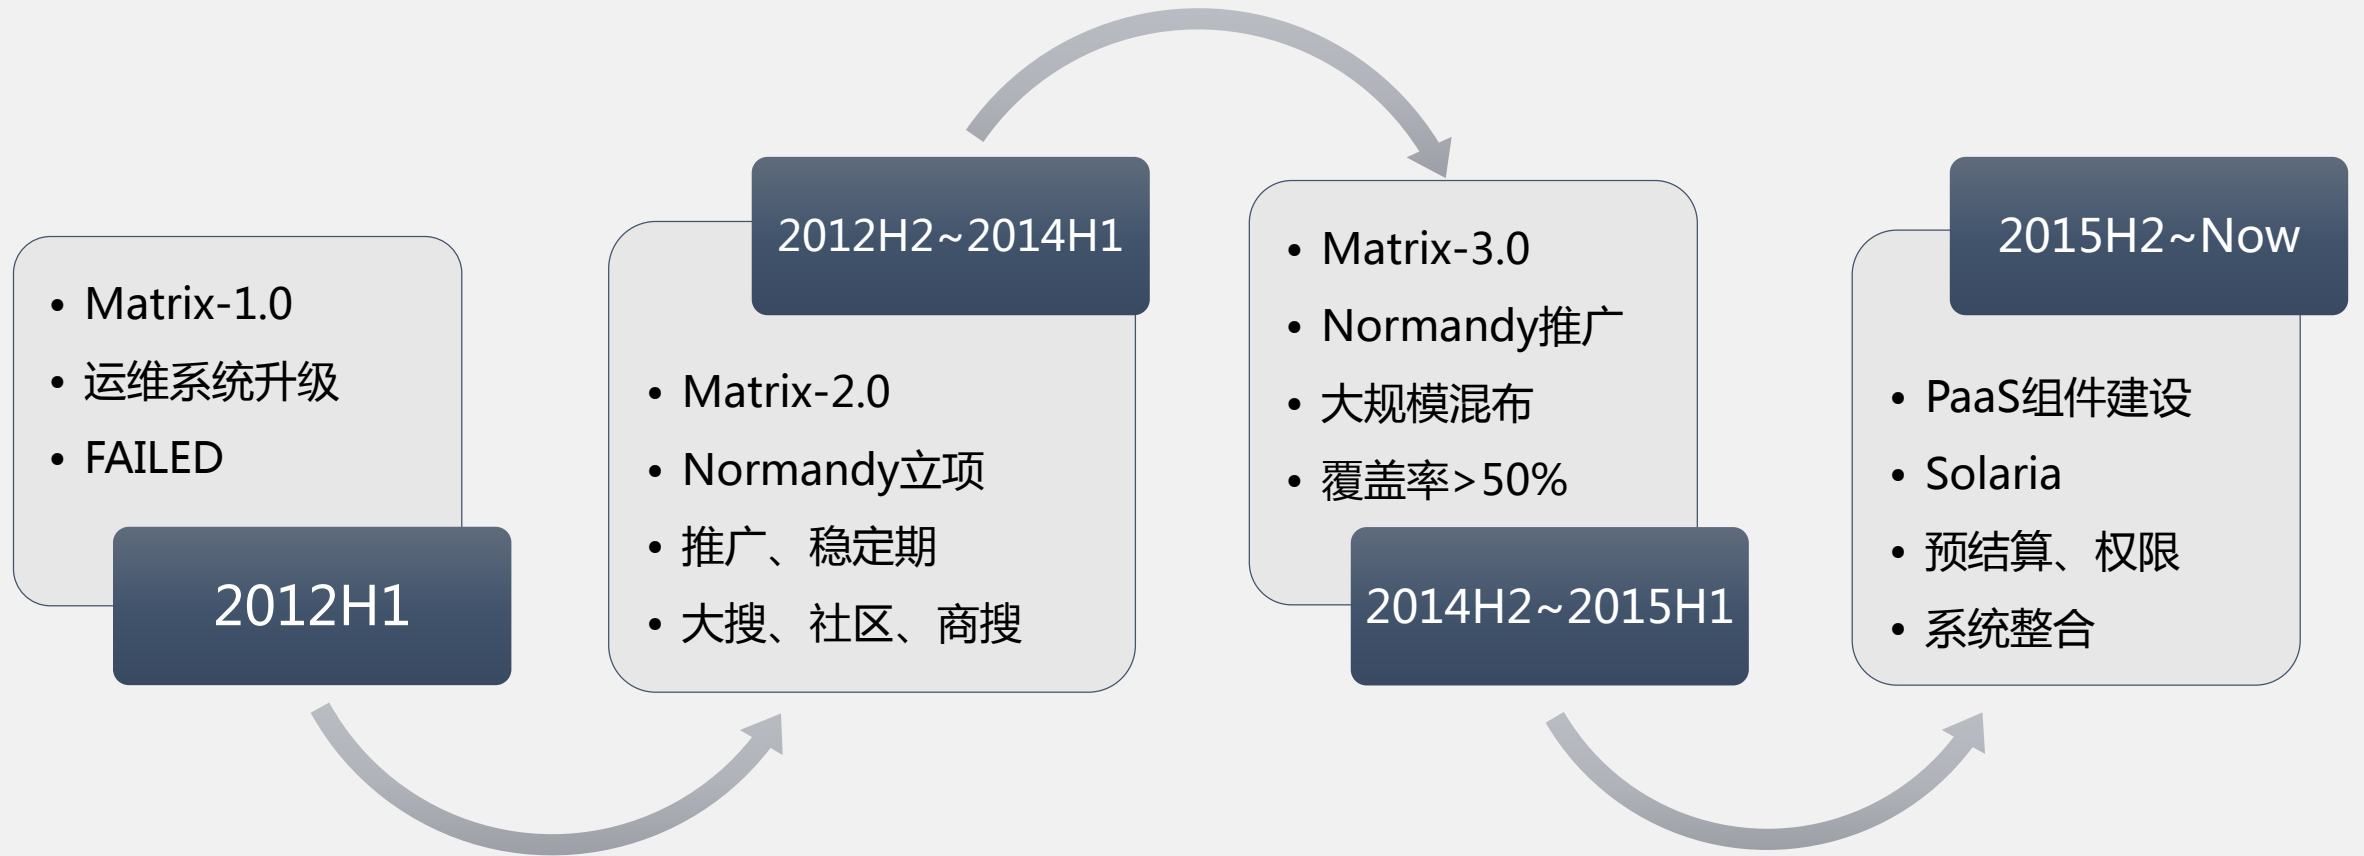 Matrix-1.0
运维系统升级
FAILED
2012H1
2012H2~2014H1
Matrix-2.0
Normandy立项
推广、稳定期
大搜、社区、商搜
Matrix-3.0
Normandy推广
大规模混布
覆盖率>50%
2014H2~2015H1
2015H2~Now
PaaS组件建设
Solaria
预结算、权限
系统整合